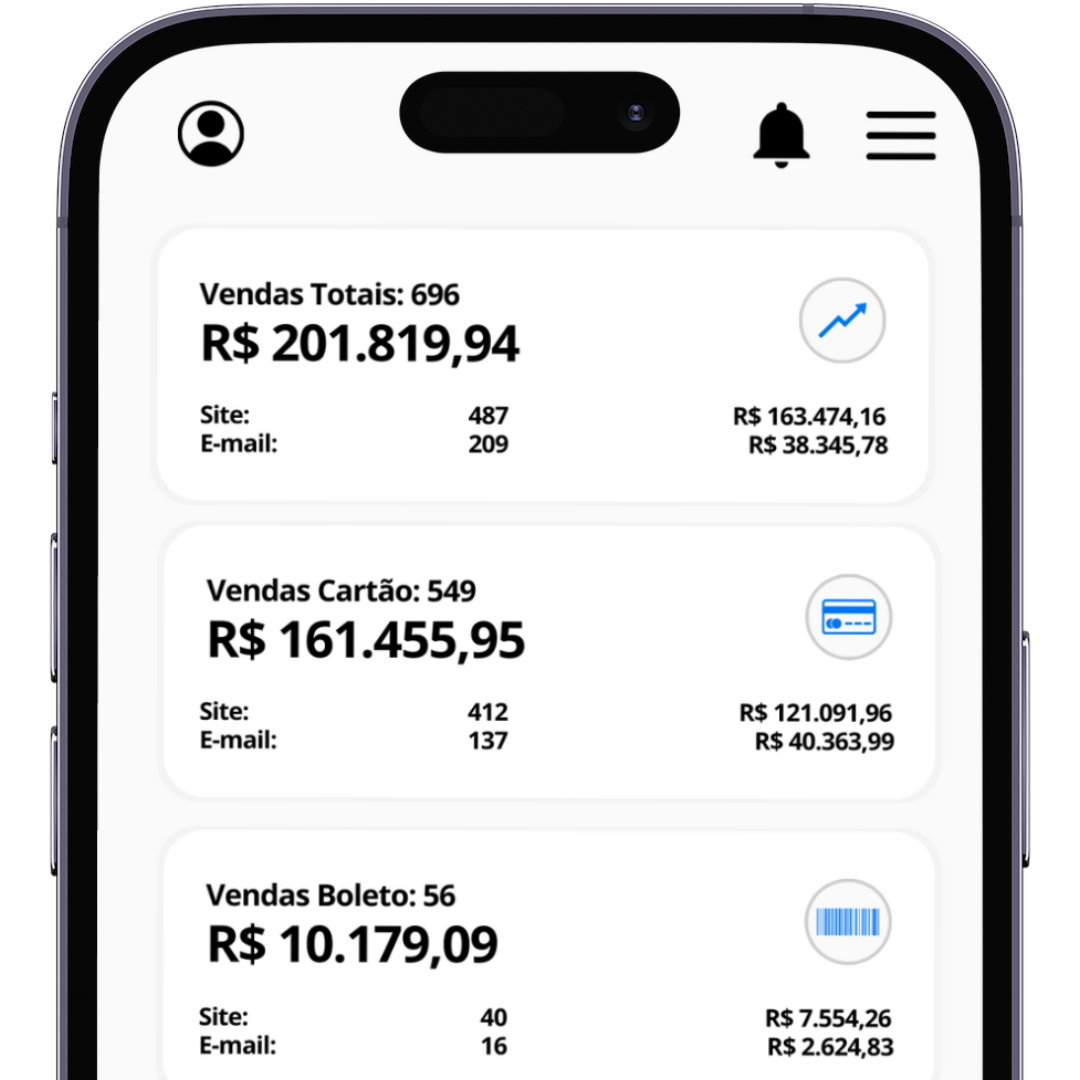 Vendas Totais: 696
R$ 201.819,94
Site: 487 R$ 163.474,16
E-mail: 209 R$ 38.345,78
Vendas Cartão: 549
R$ 161.455,95
Site: 412 R$ 121.091,96
E-mail: 137 R$ 40.363,99
Vendas Boleto: 56
R$ 10.179,09
Site: 40 R$ 7.554,26
E-mail: 16 R$ 2.624,83